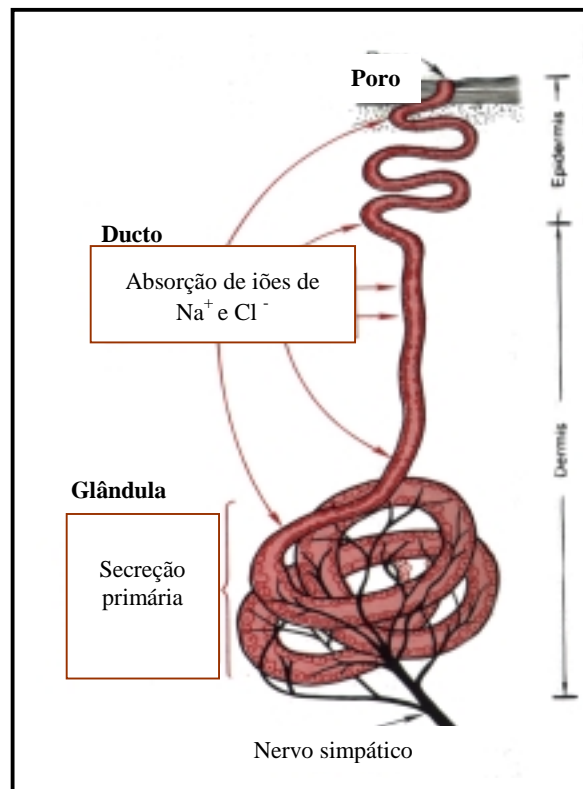 Poro
Epidermis
Ducto
Absorção de iões de
Na⁺ e Cl⁻
Dermis
Glândula
Secreção
primária
Nervo simpático